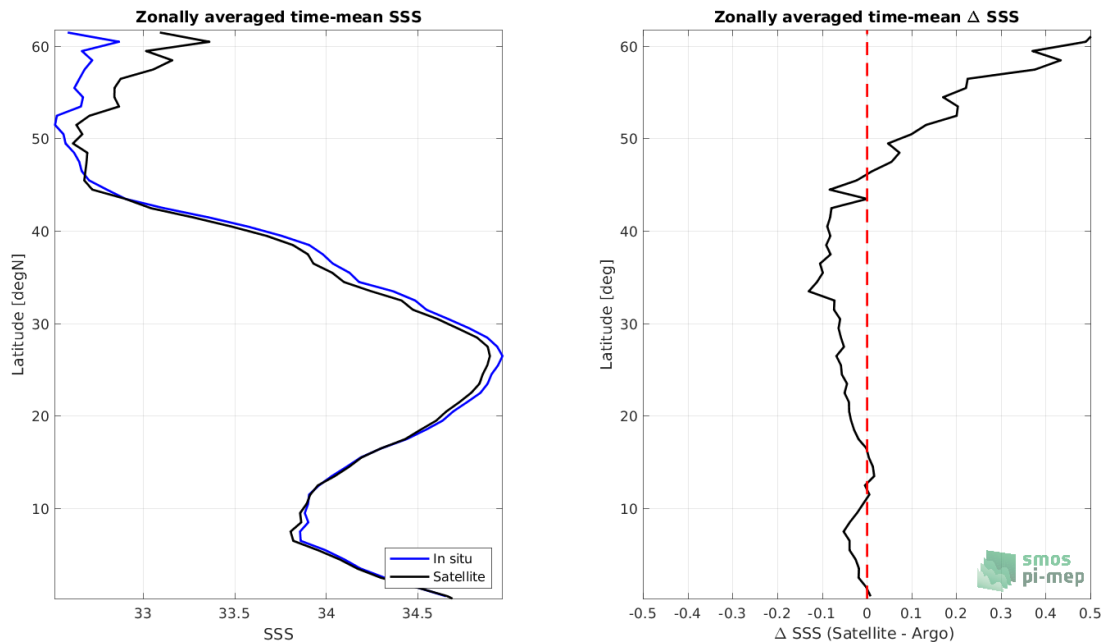 Zonally averaged time-mean SSS
60
50
40
30
20
10
Latitude [degN]
33
33.5
34
34.5
SSS
In situ
Satellite
Zonally averaged time-mean Δ SSS
60
50
40
30
20
10
Latitude [deg]
-0.5
-0.4
-0.3
-0.2
-0.1
0
0.1
0.2
0.3
0.4
0.5
Δ SSS (Satellite - Argo)
smos
pi-mep